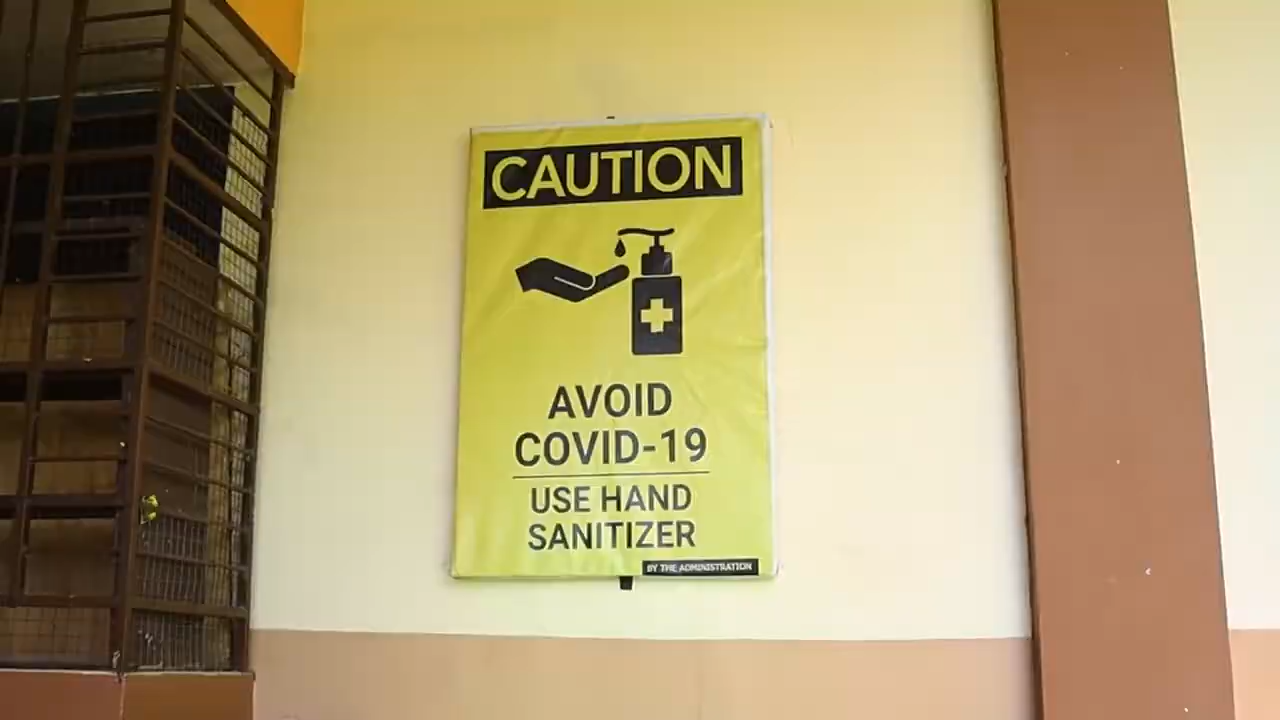 CAUTION
AVOID
COVID-19
USE HAND
SANITIZER
BY THE ADMINISTRATION